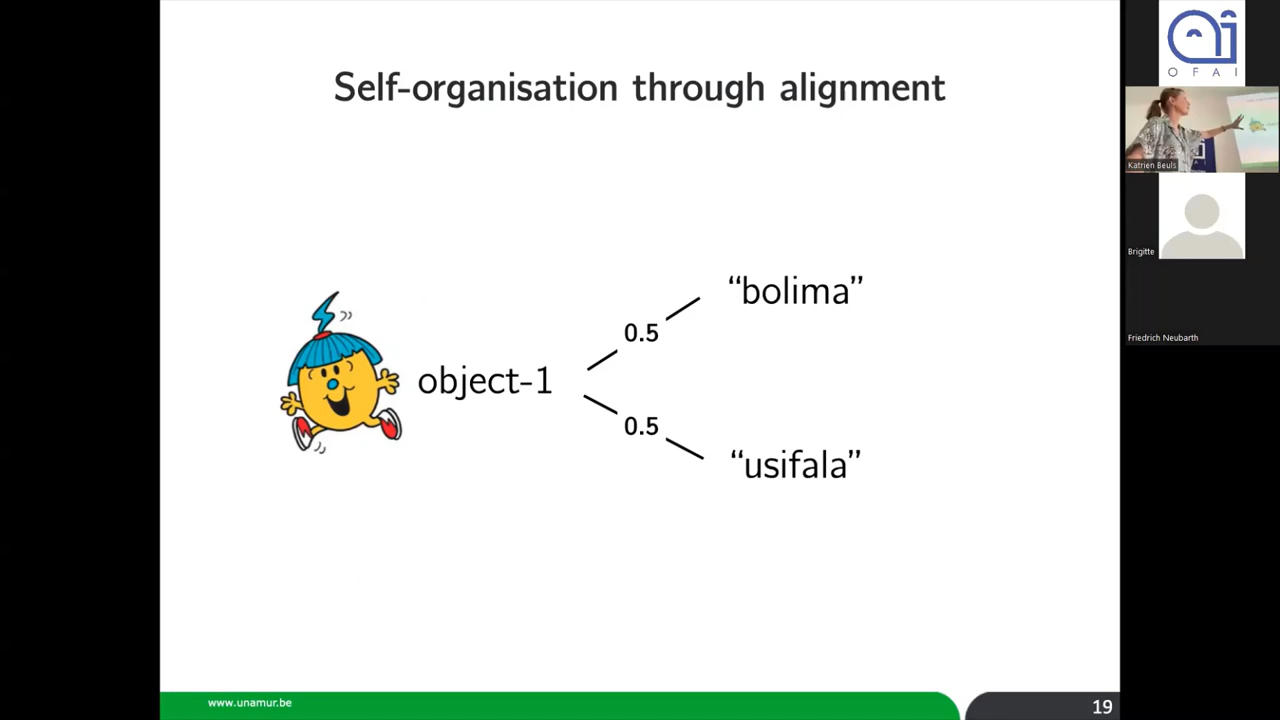 Self-organisation through alignment
“bolima”
0.5
object-1
0.5
“usifala”
www.unamur.be
19
OFAI
Katrien Beuls
Brigitte
Friedrich Neubarth